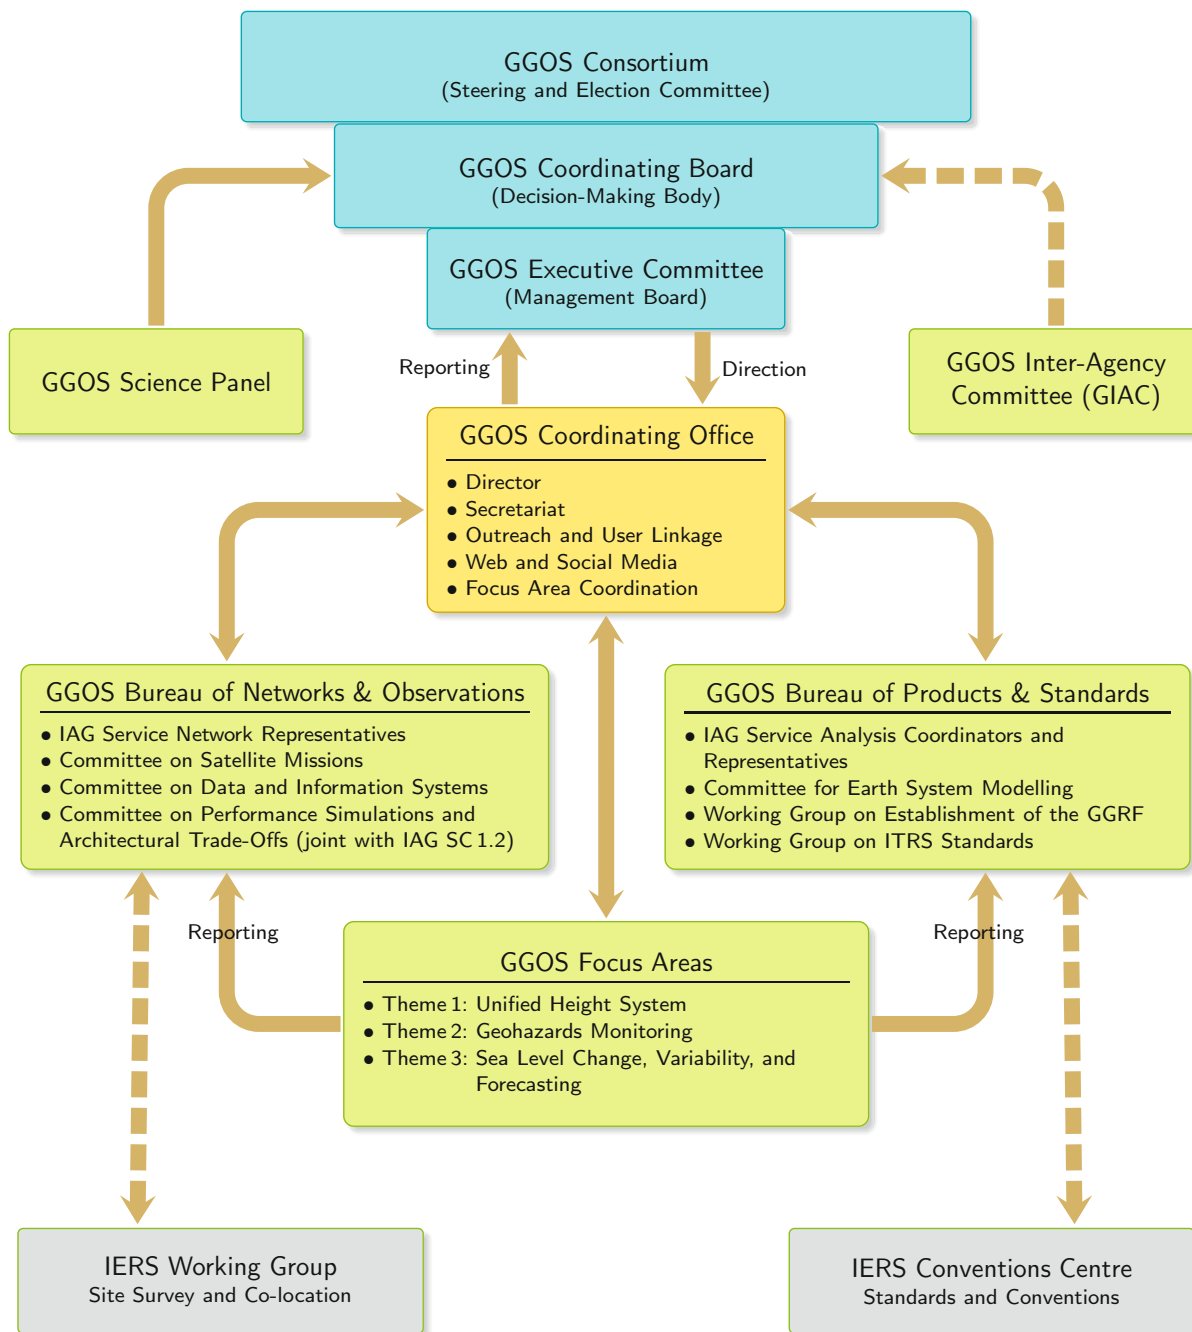 GGOS Consortium
(Steering and Election Committee)
GGOS Coordinating Board
(Decision-Making Body)
GGOS Executive Committee
(Management Board)
Reporting
Direction
GGOS Science Panel
GGOS Inter-Agency
Committee (GIAC)
GGOS Coordinating Office
• Director
• Secretariat
• Outreach and User Linkage
• Web and Social Media
• Focus Area Coordination
GGOS Bureau of Networks & Observations
• IAG Service Network Representatives
• Committee on Satellite Missions
• Committee on Data and Information Systems
• Committee on Performance Simulations and
Architectural Trade-Offs (joint with IAG SC 1.2)
GGOS Bureau of Products & Standards
• IAG Service Analysis Coordinators and
Representatives
• Committee for Earth System Modelling
• Working Group on Establishment of the GGRF
• Working Group on ITRS Standards
Reporting
Reporting
GGOS Focus Areas
• Theme 1: Unified Height System
• Theme 2: Geohazards Monitoring
• Theme 3: Sea Level Change, Variability, and
Forecasting
IERS Working Group
Site Survey and Co-location
IERS Conventions Centre
Standards and Conventions